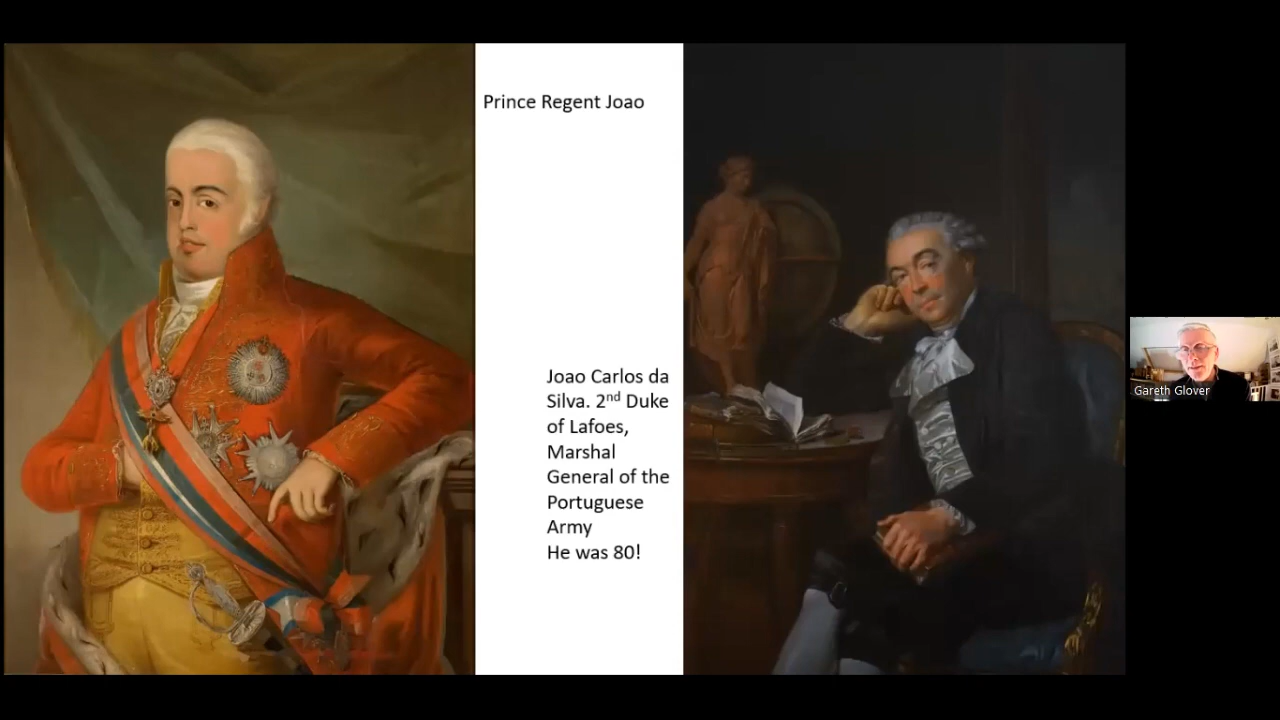 Prince Regent Joao
Joao Carlos da
Silva. 2nd Duke
of Lafoes,
Marshal
General of the
Portuguese
Army
He was 80!
Gareth Glover